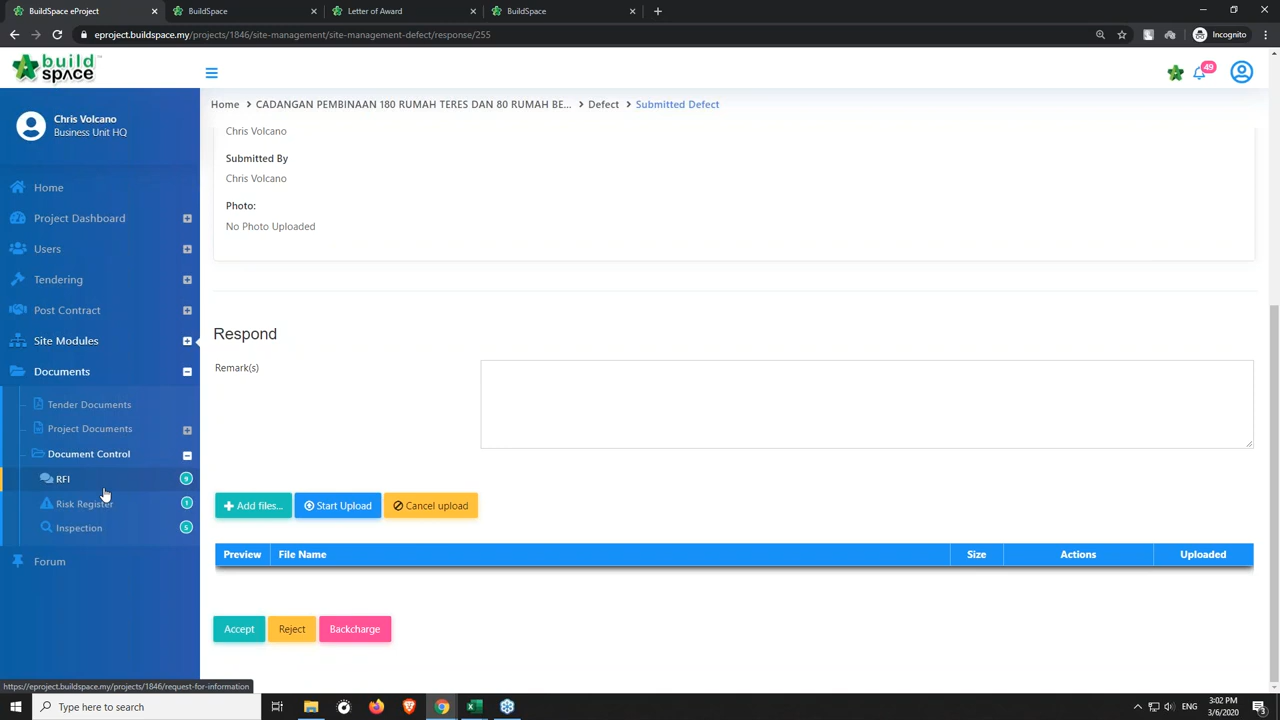 BuildSpace eProject
BuildSpace
Letter of Award
BuildSpace
eproject.buildspace.my/projects/1846/site-management/site-management-defect/response/255
Incognito
build space
49
Home > CADANGAN PEMBINAAN 180 RUMAH TERES DAN 80 RUMAH BE... > Defect > Submitted Defect
Chris Volcano
Business Unit HQ
Home
Project Dashboard
Users
Tendering
Post Contract
Site Modules
Documents
Tender Documents
Project Documents
Document Control
RFI 9
Risk Register 1
Inspection 5
Forum
Chris Volcano
Submitted By
Chris Volcano
Photo:
No Photo Uploaded
Respond
Remark(s)
Add files...
Start Upload
Cancel upload
Preview File Name Size Actions Uploaded
Accept
Reject
Backcharge
https://eproject.buildspace.my/projects/1846/request-for-information
Type here to search
3:02 PM
3/6/2020